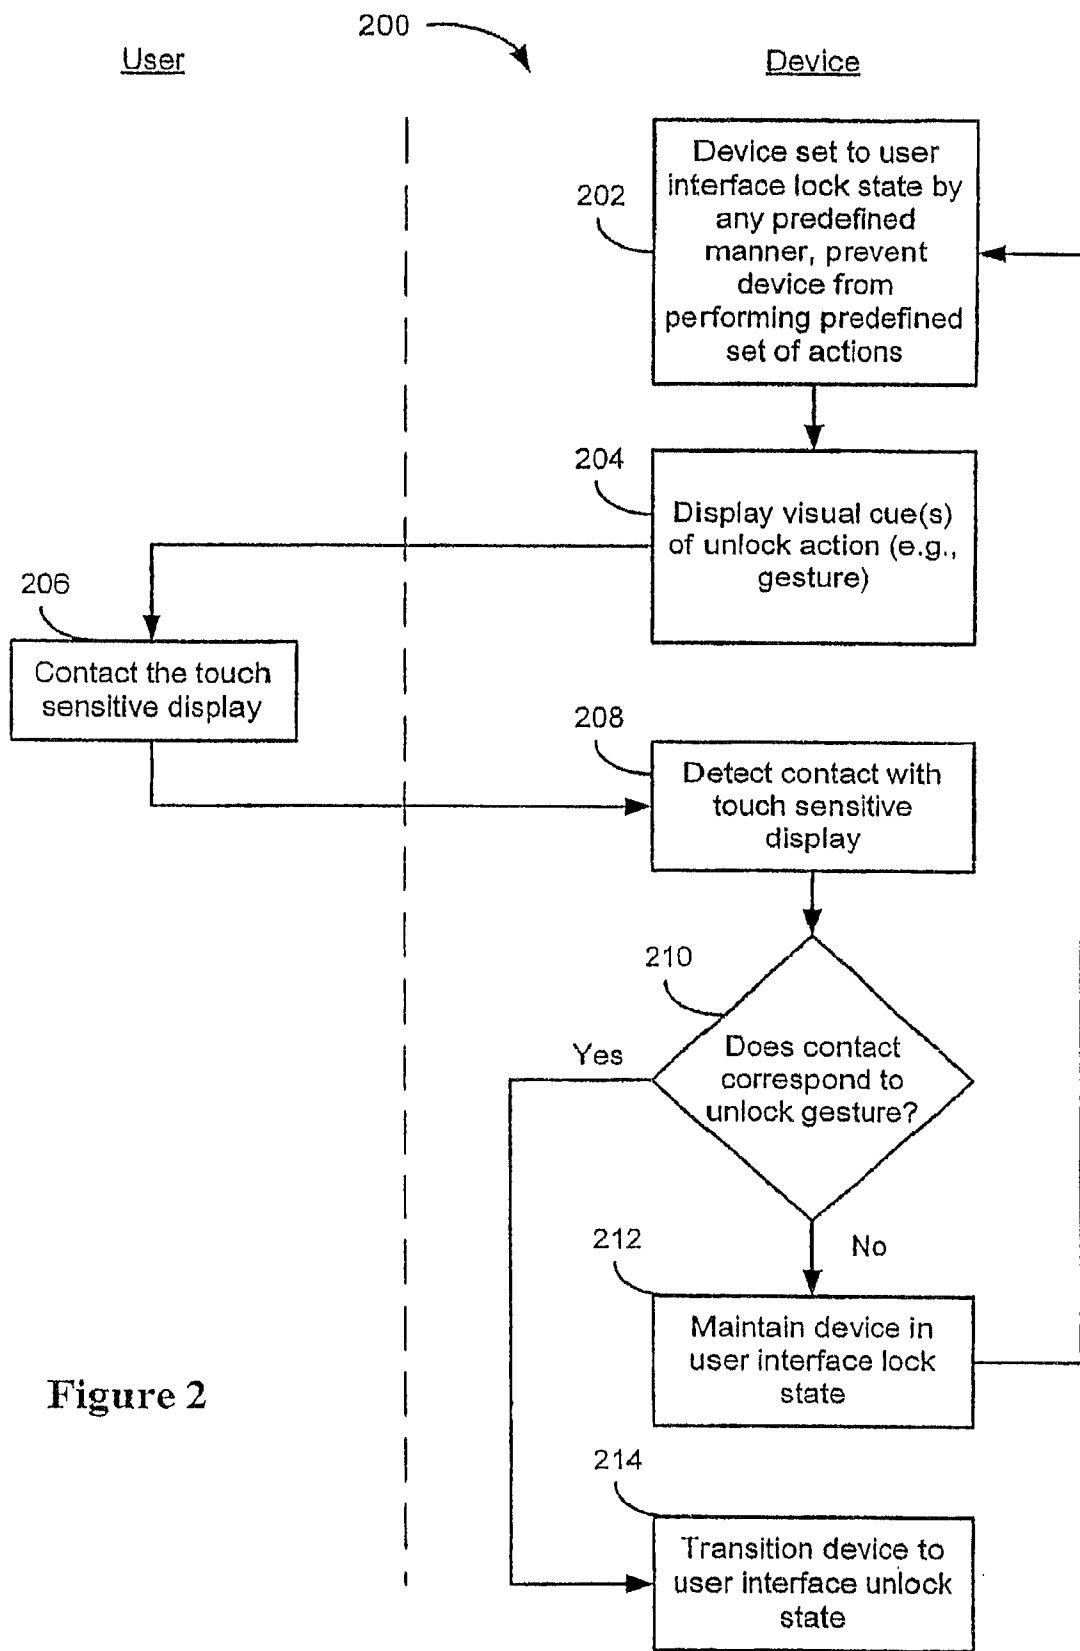 200
User
Device
202
Device set to user
interface lock state by
any predefined
manner, prevent
device from
performing predefined
set of actions
204
Display visual cue(s)
of unlock action (e.g.,
gesture)
206
Contact the touch
sensitive display
208
Detect contact with
touch sensitive
display
210
Does contact
correspond to
unlock gesture?
Yes
No
212
Maintain device in
user interface lock
state
Figure 2
214
Transition device to
user interface unlock
state